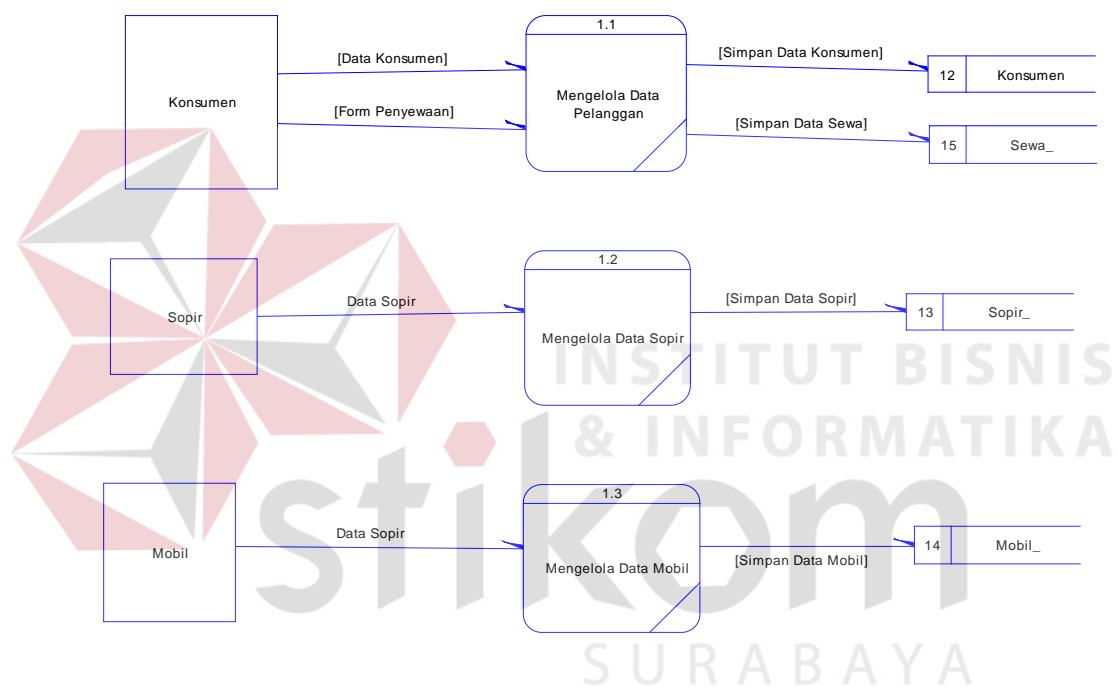 1.1
[Data Konsumen]
[Simpan Data Konsumen]
12 Konsumen
Konsumen
Mengelola Data
Pelanggan
[Form Penyewaan]
[Simpan Data Sewa]
15 Sewa_
1.2
Data Sopir
[Simpan Data Sopir]
13 Sopir_
Sopir
Mengelola Data Sopir
INSTITUT BISNIS
& INFORMATIKA
stikom
SURABAYA
1.3
Data Sopir
14 Mobil_
Mobil
Mengelola Data Mobil
[Simpan Data Mobil]